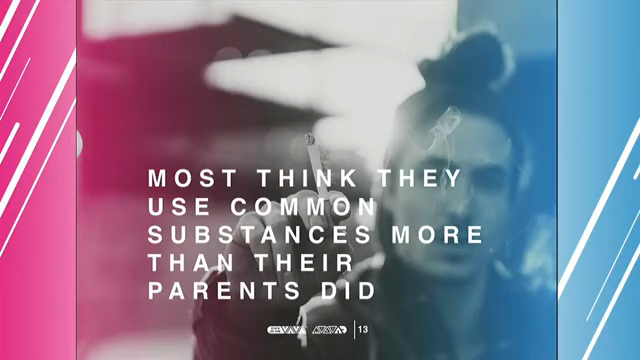 MOST THINK THEY
USE COMMON
SUBSTANCES MORE
THAN THEIR
PARENTS DID
13